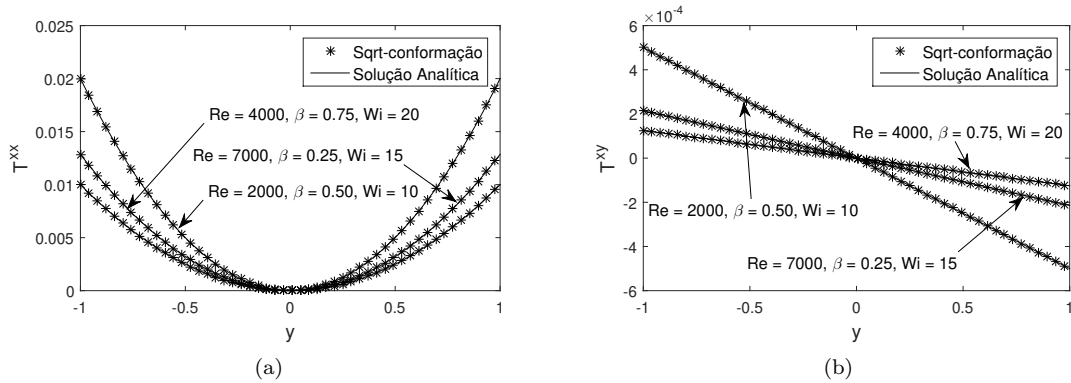 0.025
0.02
0.015
0.01
0.005
0
-1
-0.5
0
0.5
1
T^xx
y
Sqrt-conformação
Solução Analítica
Re = 4000, β = 0.75, Wi = 20
Re = 7000, β = 0.25, Wi = 15
Re = 2000, β = 0.50, Wi = 10
(a)
×10^-4
6
4
2
0
-2
-4
-6
-1
-0.5
0
0.5
1
T^xy
y
Sqrt-conformação
Solução Analítica
Re = 4000, β = 0.75, Wi = 20
Re = 2000, β = 0.50, Wi = 10
Re = 7000, β = 0.25, Wi = 15
(b)